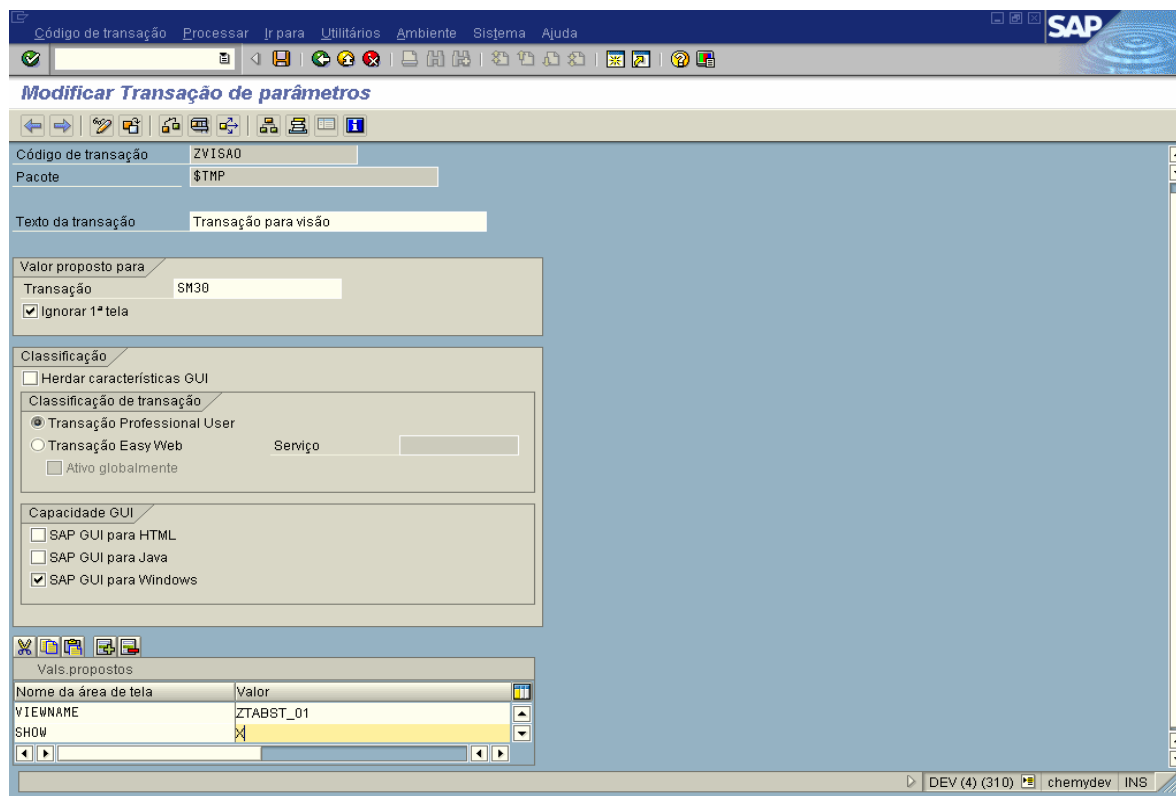 Código de transação Processar Ir para Utilitários Ambiente Sistema Ajuda
SAP
Modificar Transação de parâmetros
Código de transação ZVISAO
Pacote $TMP
Texto da transação Transação para visão
Valor proposto para
Transação SM30
Ignorar 1ª tela
Classificação
Herdar características GUI
Classificação de transação
Transação Professional User
Transação Easy Web Serviço
Ativo globalmente
Capacidade GUI
SAP GUI para HTML
SAP GUI para Java
SAP GUI para Windows
Vals.propostos
Nome da área de tela Valor
VIEWNAME ZTABST_01
SHOW X
DEV (4) (310) chemydev INS